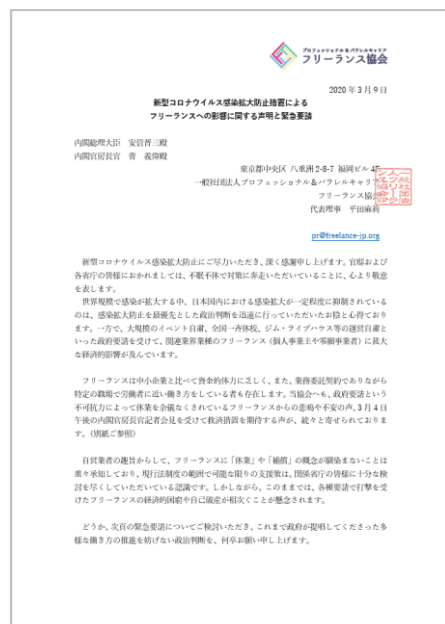 プロフェッショナル&パラレルキャリア
フリーランス協会
2020年3月9日
新型コロナウイルス感染拡大防止措置による
フリーランスへの影響に関する声明と緊急要請
内閣総理大臣 安倍晋三殿
内閣官房長官 菅 義偉殿
東京都中央区 八重洲2-8-7 福岡ビル4F
一般社団法人プロフェッショナル&パラレルキャリア
フリーランス協会
代表理事 平田麻莉
pr@freelance-jp.org
新型コロナウイルス感染拡大防止にご尽力いただき、深く感謝申し上げます。官邸および
各省庁の皆様におかれましては、不眠不休で対策に奔走いただいていることに、心より敬意
を表します。
世界規模で感染が拡大する中、日本国内における感染拡大が一定程度に抑制されている
のは、感染拡大防止を最優先とした政治判断を迅速に行っていただいたお陰と心得ており
ます。一方で、大規模のイベント自粛、全国一斉休校、ジム・ライブハウス等の運営自粛と
いった政府要請を受けて、関連業界業種のフリーランス（個人事業主や零細事業者）に甚大
な経済的影響が及んでいます。
フリーランスは中小企業と比べて資金的体力に乏しく、また、業務委託契約でありながら
特定の職場で労働者に近い働き方をしている者も存在します。当協会へも、政府要請という
不可抗力によって休業を余儀なくされているフリーランスからの悲鳴や不安の声、3月4日
午後の内閣官房長官記者会見を受けて救済措置を期待する声が、続々と寄せられておりま
す。（別紙ご参照）
自営業者の趣旨からして、フリーランスに「休業」や「補償」の概念が馴染まないことは
重々承知しており、現行法制度の範囲で可能な限りの支援策は、関係省庁の皆様に十分な検
討を尽くしていただいている認識です。しかしながら、このままでは、各種要請で打撃を受
けたフリーランスの経済的困窮や自己破産が相次ぐことが懸念されます。
どうか、次頁の緊急要請についてご検討いただき、これまで政府が提唱してくださった多
様な働き方の推進を妨げない政治判断を、何卒お願い申し上げます。